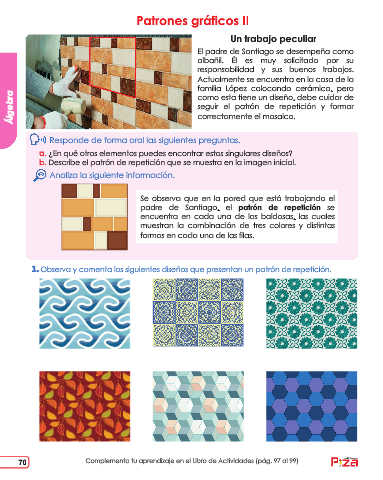 Patrones gráficos II
Un trabajo peculiar
El padre de Santiago se desempeña como
albañil. Él es muy solicitado por su
responsabilidad y sus buenos trabajos.
Actualmente se encuentra en la casa de la
familia López colocando cerámica, pero
como esta tiene un diseño, debe cuidar de
seguir el patrón de repetición y formar
correctamente el mosaico.
Álgebra
Responde de forma oral las siguientes preguntas.
a. ¿En qué otros elementos puedes encontrar estos singulares diseños?
b. Describe el patrón de repetición que se muestra en la imagen inicial.
Analiza la siguiente información.
Se observa que en la pared que está trabajando el
padre de Santiago, el patrón de repetición se
encuentra en cada una de las baldosas, las cuales
muestran la combinación de tres colores y distintas
formas en cada una de las filas.
1. Observa y comenta los siguientes diseños que presentan un patrón de repetición.
70
Complementa tu aprendizaje en el Libro de Actividades (pág. 97 al 99)